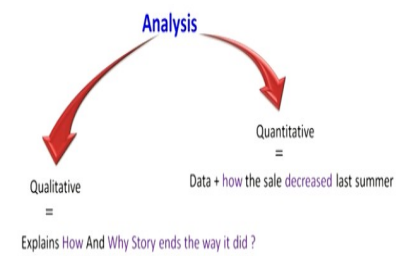 Analysis
Quantitative
=
Data + how the sale decreased last summer
Qualitative
=
Explains How And Why Story ends the way it did ?